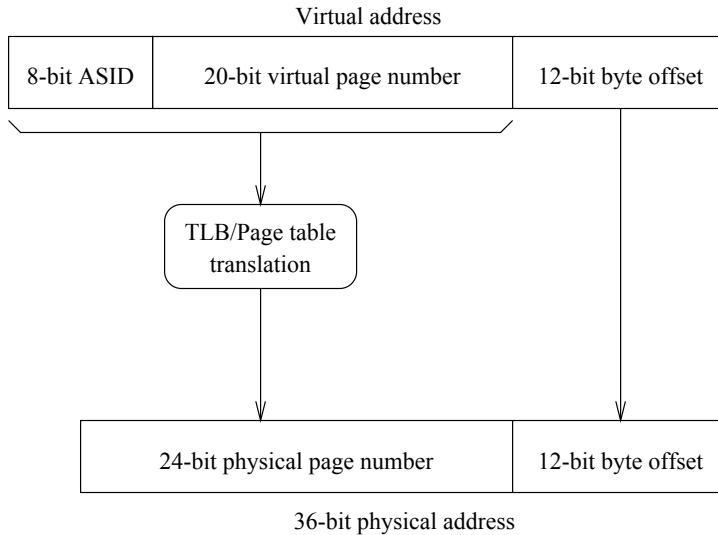 Virtual address
8-bit ASID
20-bit virtual page number
12-bit byte offset
TLB/Page table
translation
24-bit physical page number
12-bit byte offset
36-bit physical address